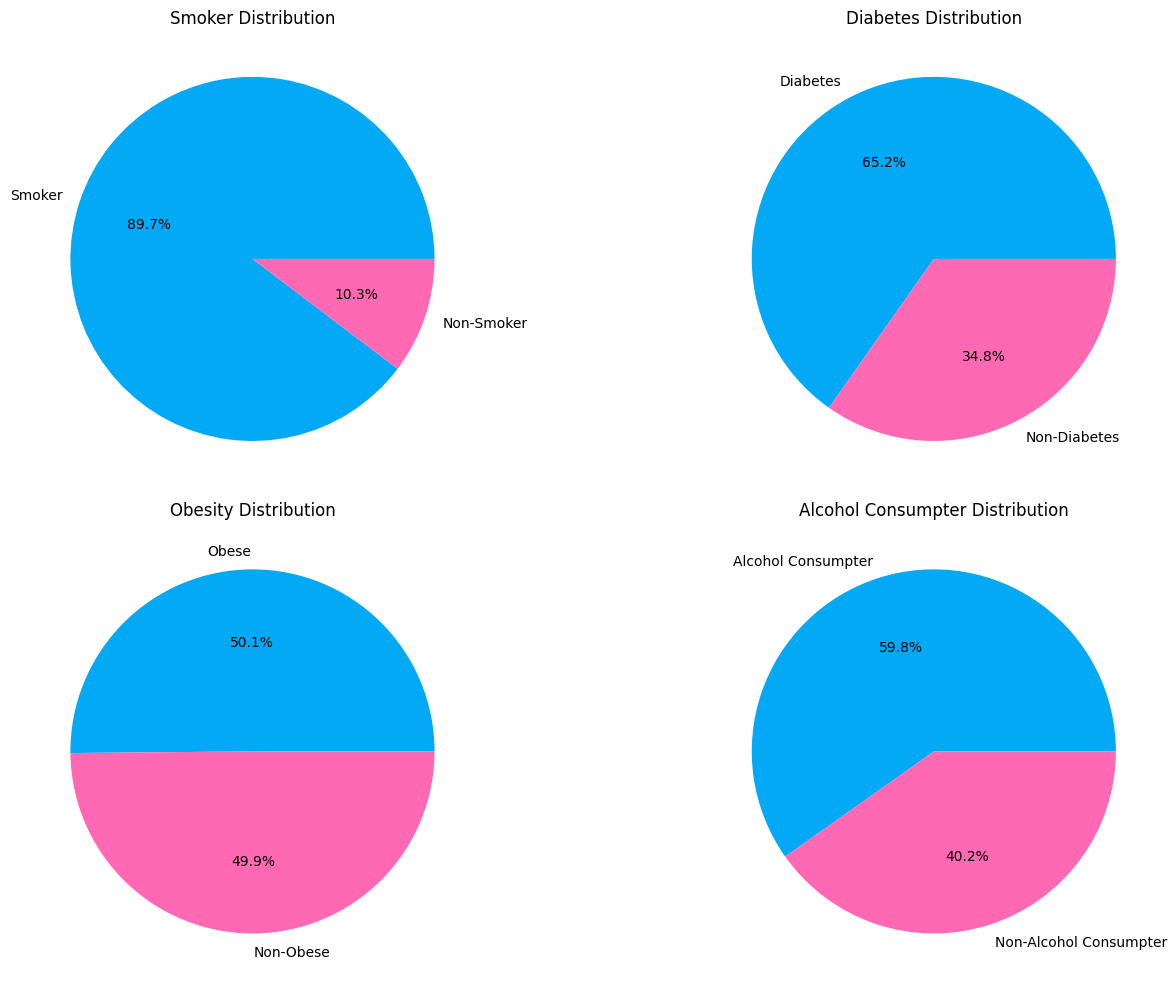 Smoker Distribution
Smoker
89.7%
10.3%
Non-Smoker
Diabetes Distribution
Diabetes
65.2%
34.8%
Non-Diabetes
Obesity Distribution
Obese
50.1%
49.9%
Non-Obese
Alcohol Consumpter Distribution
Alcohol Consumpter
59.8%
40.2%
Non-Alcohol Consumpter